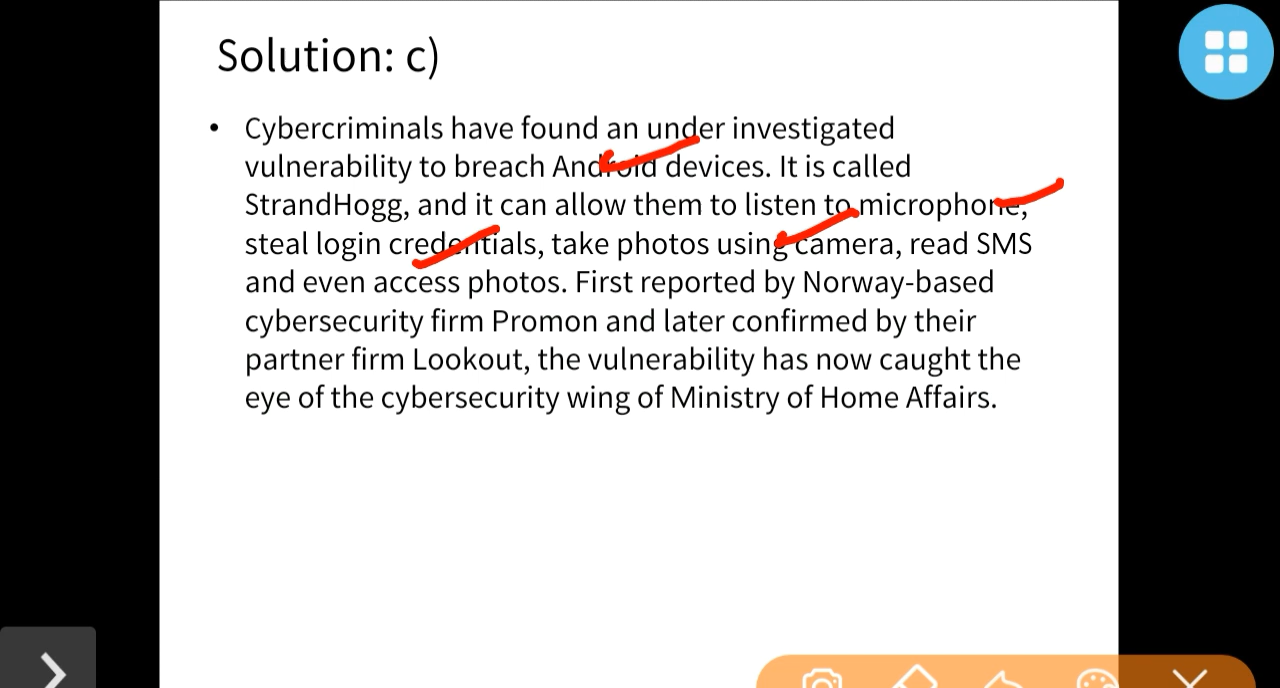 Solution: c)
• Cybercriminals have found an under investigated
vulnerability to breach Android devices. It is called
StrandHogg, and it can allow them to listen to microphone,
steal login credentials, take photos using camera, read SMS
and even access photos. First reported by Norway-based
cybersecurity firm Promon and later confirmed by their
partner firm Lookout, the vulnerability has now caught the
eye of the cybersecurity wing of Ministry of Home Affairs.